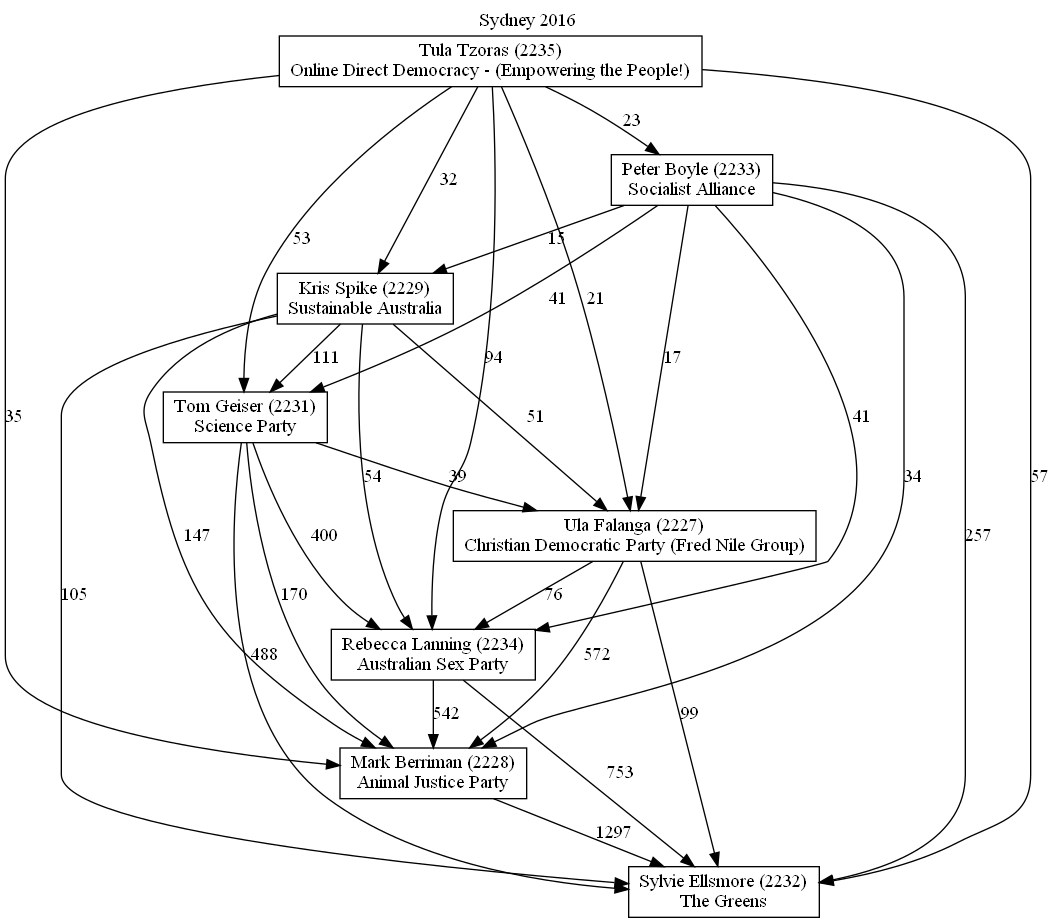 Sydney 2016
Tula Tzoras (2235)
Online Direct Democracy - (Empowering the People!)
23
Peter Boyle (2233)
Socialist Alliance
32
53
15
Kris Spike (2229)
Sustainable Australia
41
21
111
94
17
Tom Geiser (2231)
Science Party
35
51
41
54
39
34
Ula Falanga (2227)
Christian Democratic Party (Fred Nile Group)
57
147
400
257
105
170
76
Rebecca Lanning (2234)
Australian Sex Party
488
572
542
99
Mark Berriman (2228)
Animal Justice Party
753
1297
Sylvie Ellsmore (2232)
The Greens